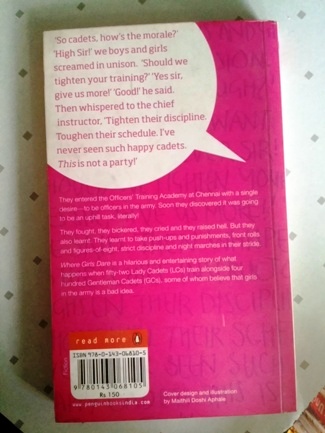 'So cadets, how's the morale?'
'High Sir!' we boys and girls
screamed in unison. 'Should we
tighten your training?' 'Yes sir,
give us more!' 'Good!' he said.
Then whispered to the chief
instructor, 'Tighten their discipline.
Toughen their schedule. I've
never seen such happy cadets.
This is not a party!'
They entered the Officers' Training Academy at Chennai with a single
desire—to be officers in the army. Soon they discovered it was going
to be an uphill task, literally!
They fought, they bickered, they cried and they raised hell. But they
also learnt. They learnt to take push-ups and punishments, front rolls
and figures-of-eight, strict discipline and night marches in their stride.
Where Girls Dare is a hilarious and entertaining story of what
happens when fifty-two Lady Cadets (LCs) train alongside four
hundred Gentleman Cadets (GCs), some of whom believe that girls
in the army is a bad idea.
read more
ISBN 978-0-143-06810-5
9780143068105
Rs 150
Fiction
www.penguinbooksindia.com
Cover design and illustration
by Maithili Doshi Aphale